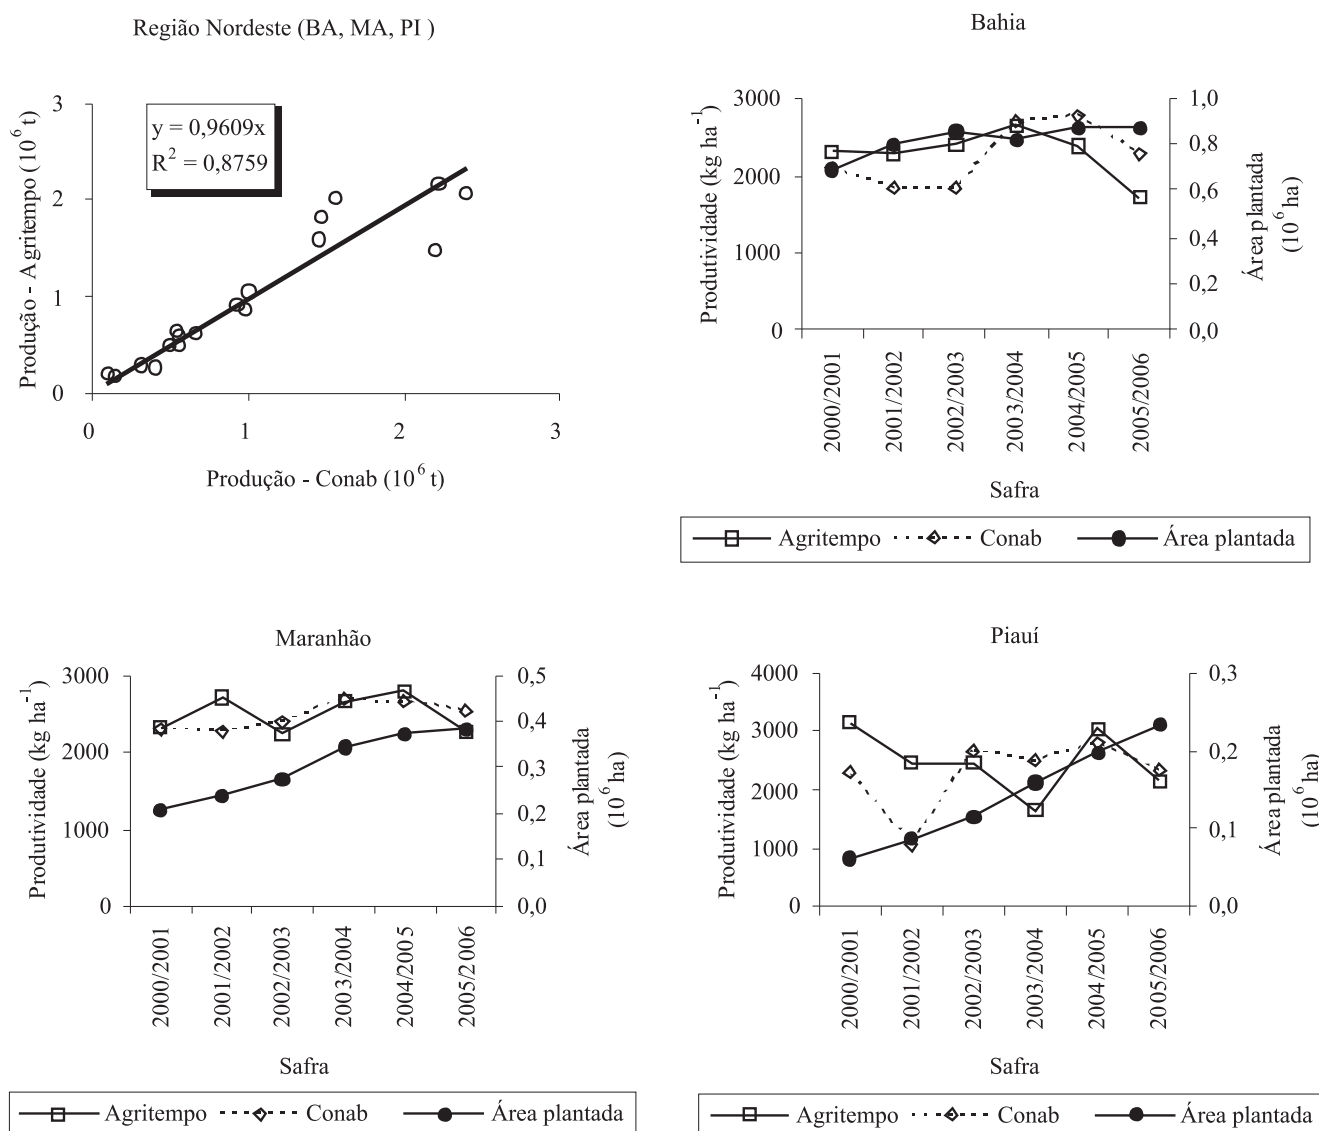 Região Nordeste (BA, MA, PI )
y = 0,9609x
R² = 0,8759
Produção - Agritempo (10⁶ t)
3
2
1
0
0 1 2 3
Produção - Conab (10⁶ t)
Bahia
Produtividade (kg ha⁻¹)
3000
2000
1000
0
1,0
0,8
0,6
0,4
0,2
0,0
Área plantada
(10⁶ ha)
2000/2001
2001/2002
2002/2003
2003/2004
2004/2005
2005/2006
Safra
Agritempo Conab Área plantada
Maranhão
Produtividade (kg ha⁻¹)
3000
2000
1000
0
0,5
0,4
0,3
0,2
0,1
0,0
Área plantada
(10⁶ ha)
2000/2001
2001/2002
2002/2003
2003/2004
2004/2005
2005/2006
Safra
Agritempo Conab Área plantada
Piauí
Produtividade (kg ha⁻¹)
4000
3000
2000
1000
0
0,3
0,2
0,1
0,0
Área plantada
(10⁶ ha)
2000/2001
2001/2002
2002/2003
2003/2004
2004/2005
2005/2006
Safra
Agritempo Conab Área plantada